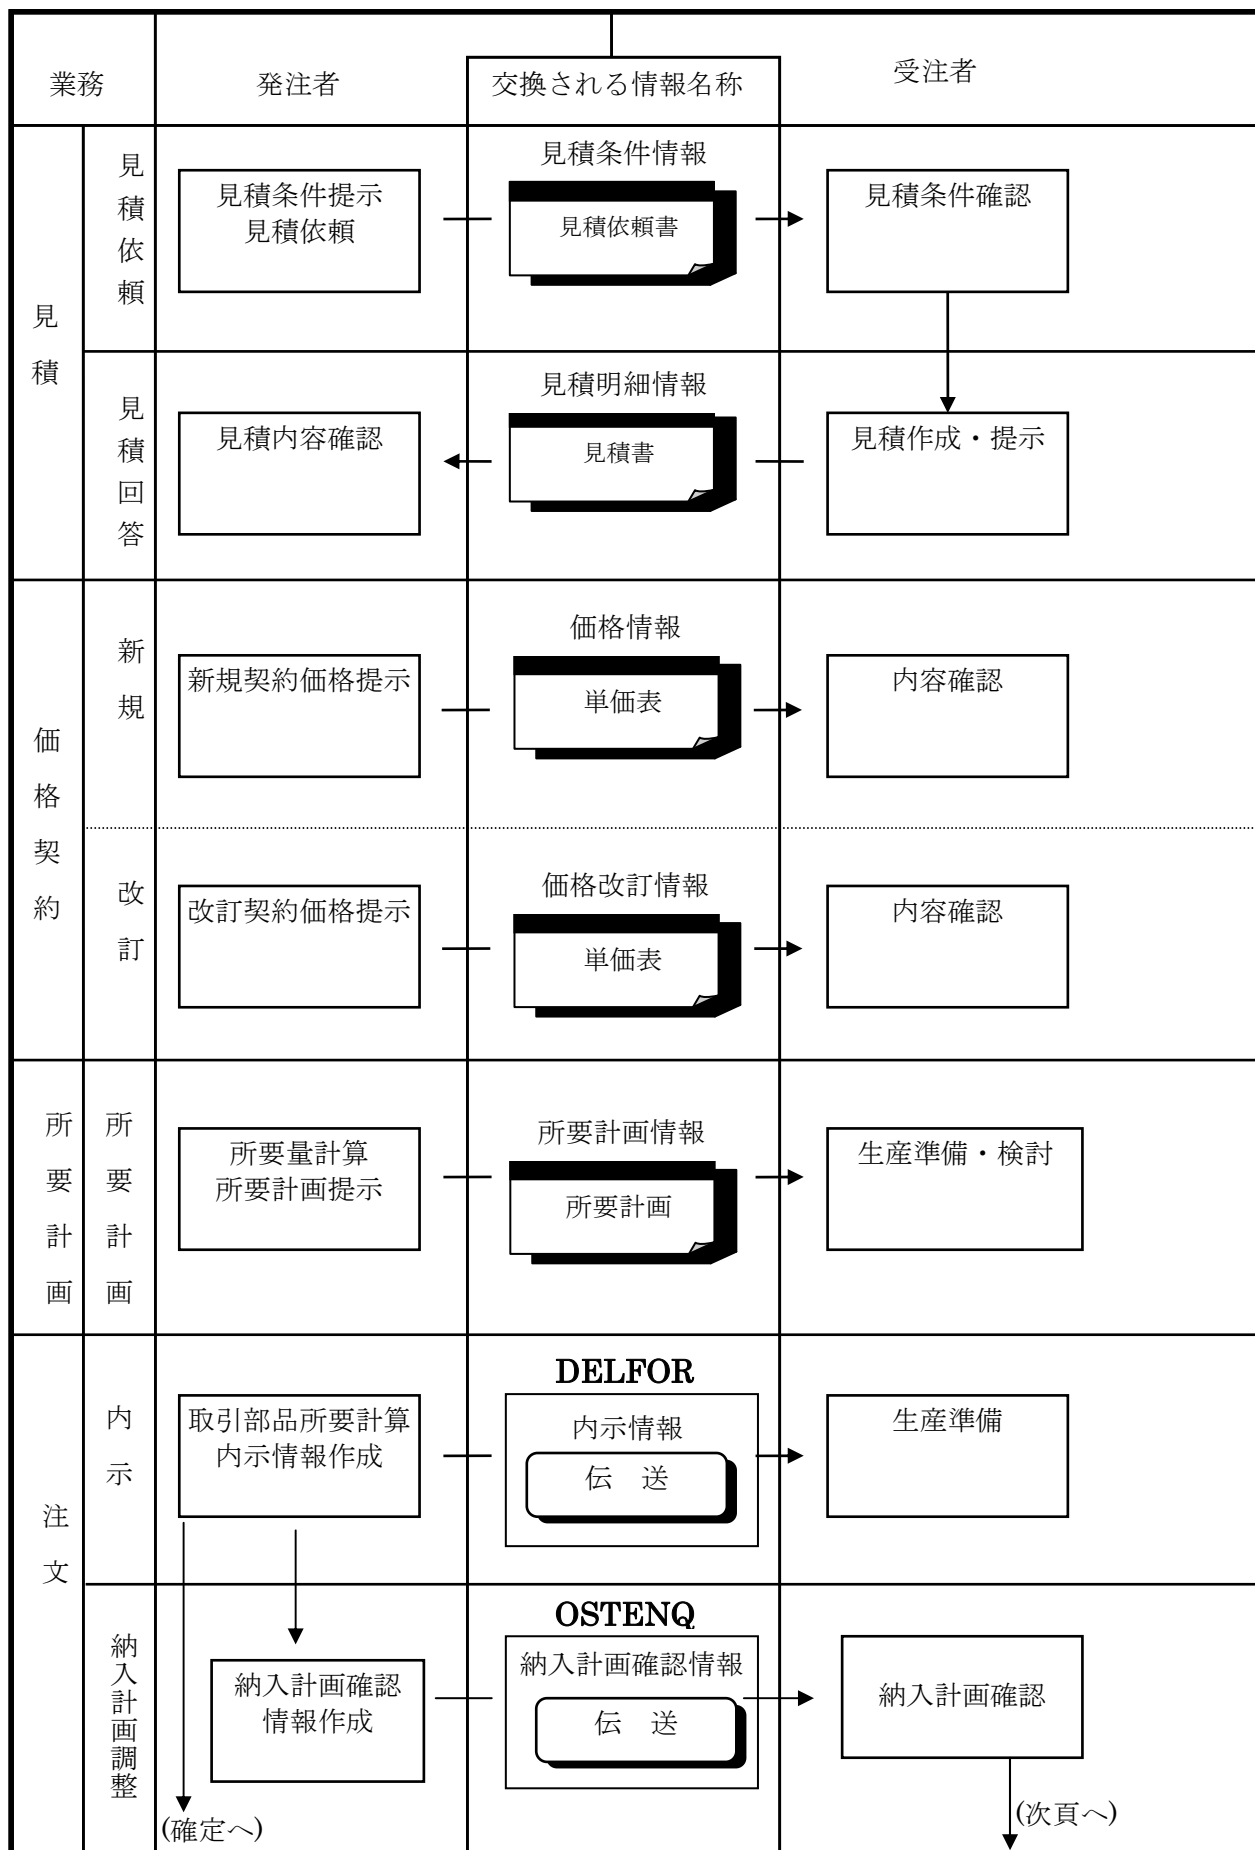 業務
発注者
交換される情報名称
受注者
見積
見積依頼
見積条件提示
見積依頼
見積条件情報
見積依頼書
見積条件確認
見積回答
見積内容確認
見積明細情報
見積書
見積作成・提示
価格契約
新規
新規契約価格提示
価格情報
単価表
内容確認
改訂
改訂契約価格提示
価格改訂情報
単価表
内容確認
所要計画
所要計画
所要量計算
所要計画提示
所要計画情報
所要計画
生産準備・検討
注文
内示
取引部品所要計算
内示情報作成
DELFOR
内示情報
伝　送
生産準備
納入計画調整
納入計画確認
情報作成
OSTENQ
納入計画確認情報
伝　送
納入計画確認
(確定へ)
(次頁へ)